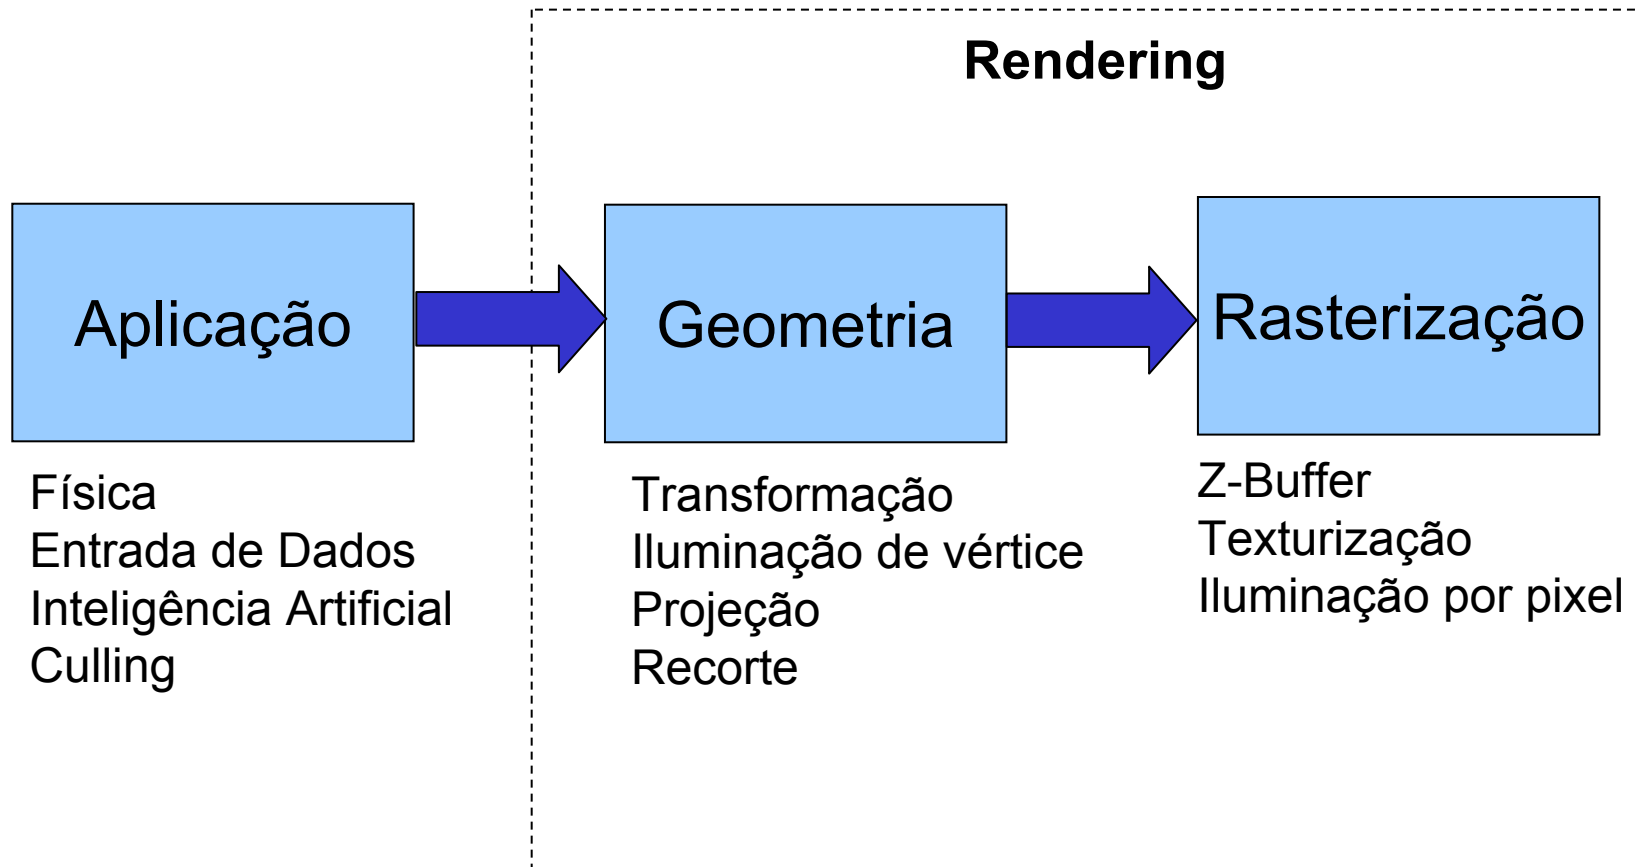 Rendering
Aplicação
Geometria
Rasterização
Física
Entrada de Dados
Inteligência Artificial
Culling
Transformação
Iluminação de vértice
Projeção
Recorte
Z-Buffer
Texturização
Iluminação por pixel